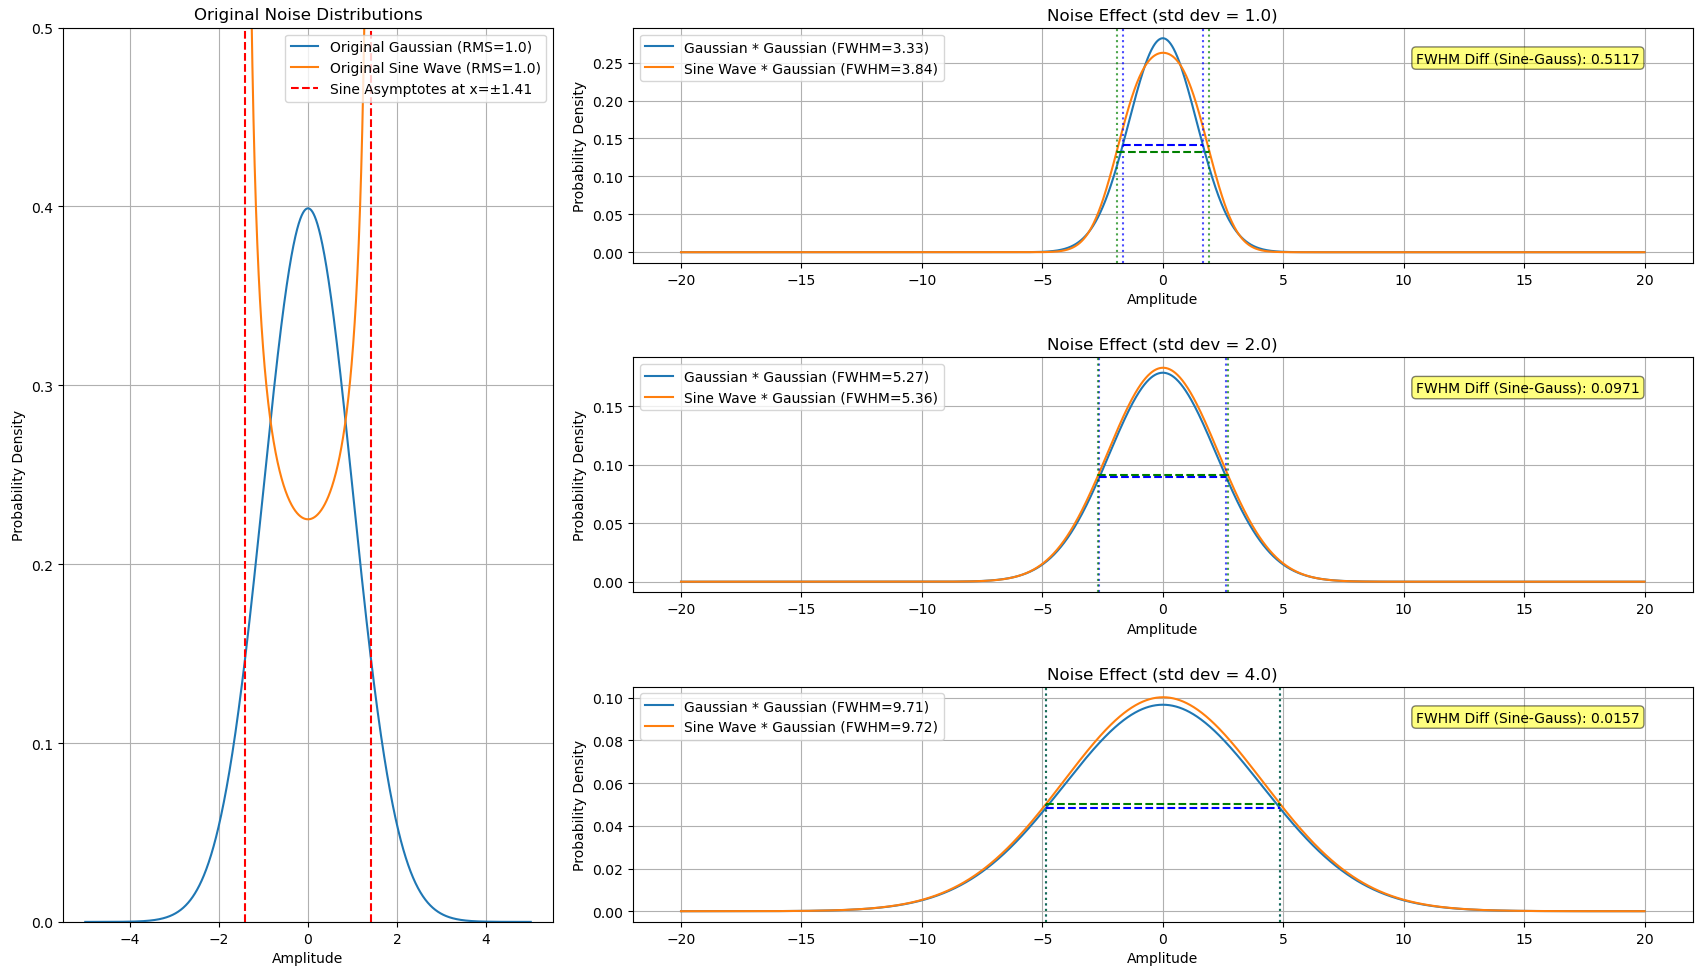 Original Noise Distributions
Original Gaussian (RMS=1.0)
Original Sine Wave (RMS=1.0)
Sine Asymptotes at x=±1.41
0.5
0.4
0.3
0.2
0.1
0.0
Probability Density
−4
−2
0
2
4
Amplitude
Noise Effect (std dev = 1.0)
Gaussian * Gaussian (FWHM=3.33)
Sine Wave * Gaussian (FWHM=3.84)
FWHM Diff (Sine-Gauss): 0.5117
0.25
0.20
0.15
0.10
0.05
0.00
Probability Density
−20
−15
−10
−5
0
5
10
15
20
Amplitude
Noise Effect (std dev = 2.0)
Gaussian * Gaussian (FWHM=5.27)
Sine Wave * Gaussian (FWHM=5.36)
FWHM Diff (Sine-Gauss): 0.0971
0.15
0.10
0.05
0.00
Probability Density
−20
−15
−10
−5
0
5
10
15
20
Amplitude
Noise Effect (std dev = 4.0)
Gaussian * Gaussian (FWHM=9.71)
Sine Wave * Gaussian (FWHM=9.72)
FWHM Diff (Sine-Gauss): 0.0157
0.10
0.08
0.06
0.04
0.02
0.00
Probability Density
−20
−15
−10
−5
0
5
10
15
20
Amplitude